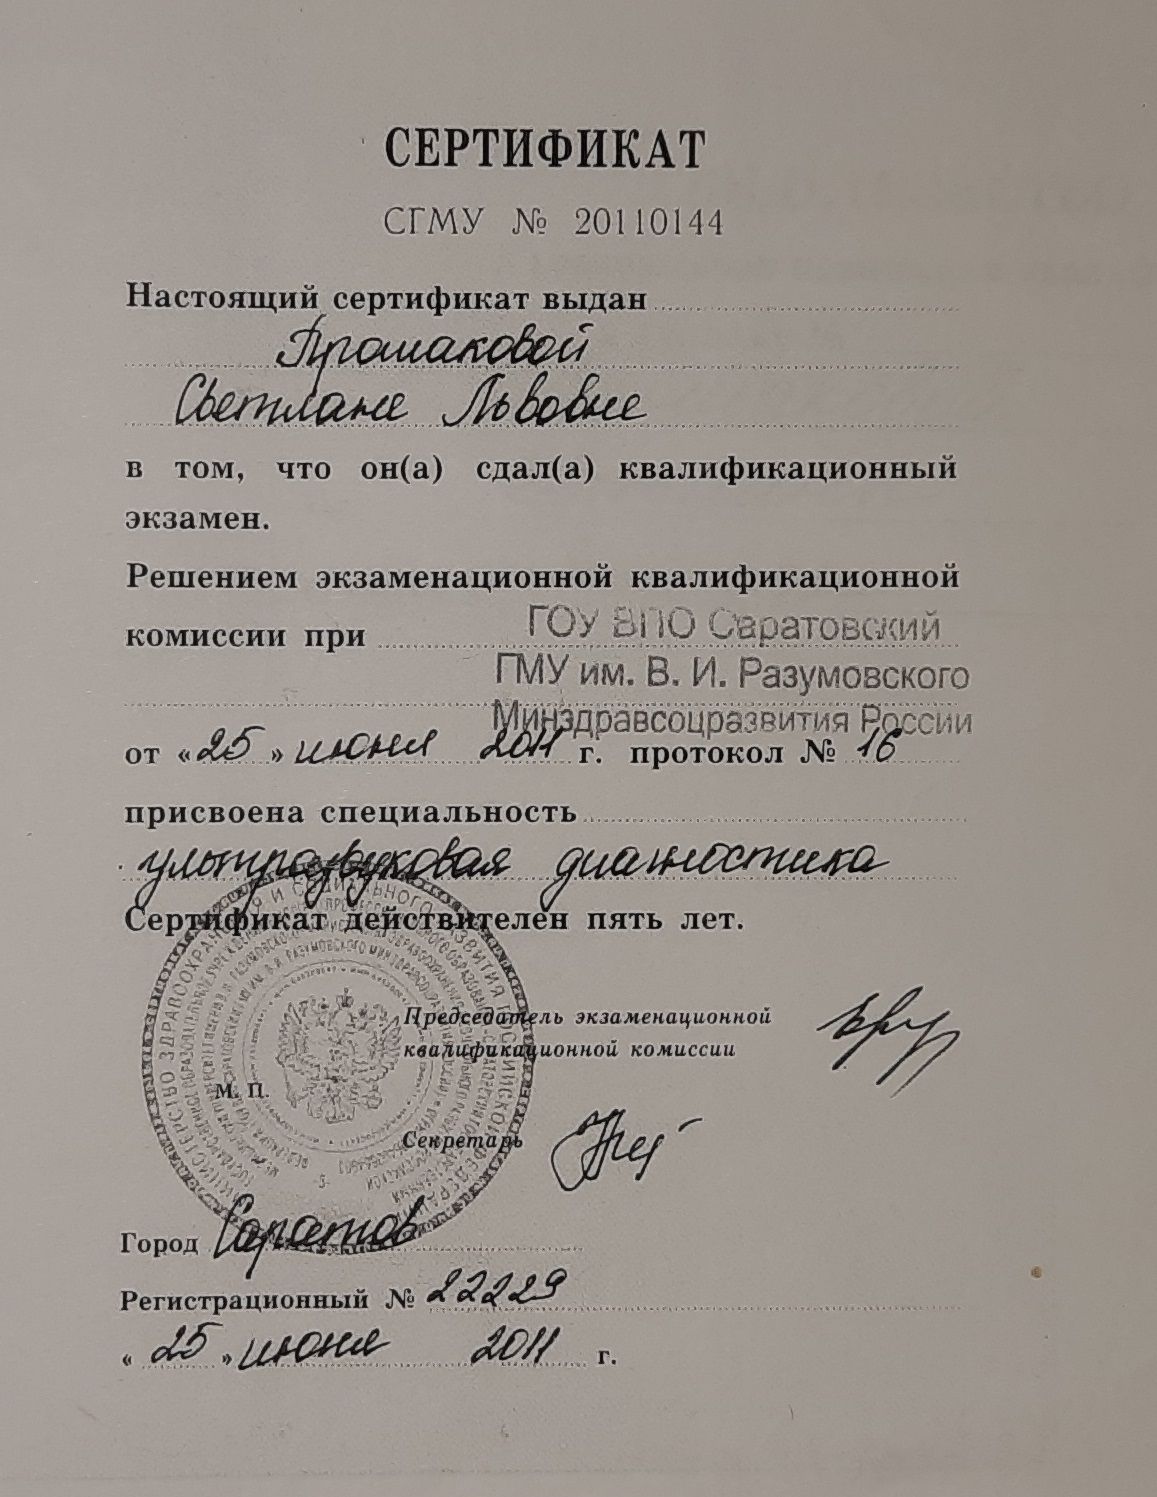 СЕРТИФИКАТ
СГМУ № 20110144
Настоящий сертификат выдан
Промаковой
Светлане Львовне
в том, что он(а) сдал(а) квалификационный
экзамен.
Решением экзаменационной квалификационной
комиссии при ГОУ ВПО Саратовский
ГМУ им. В. И. Разумовского
Минздравсоцразвития России
от «25» июня 2011 г. протокол № 16
присвоена специальность
ультразвуковая диагностика
Сертификат действителен пять лет.
Председатель экзаменационной
квалификационной комиссии
М. П.
Секретарь
Город Саратов
Регистрационный № 22229
«25» июня 2011 г.